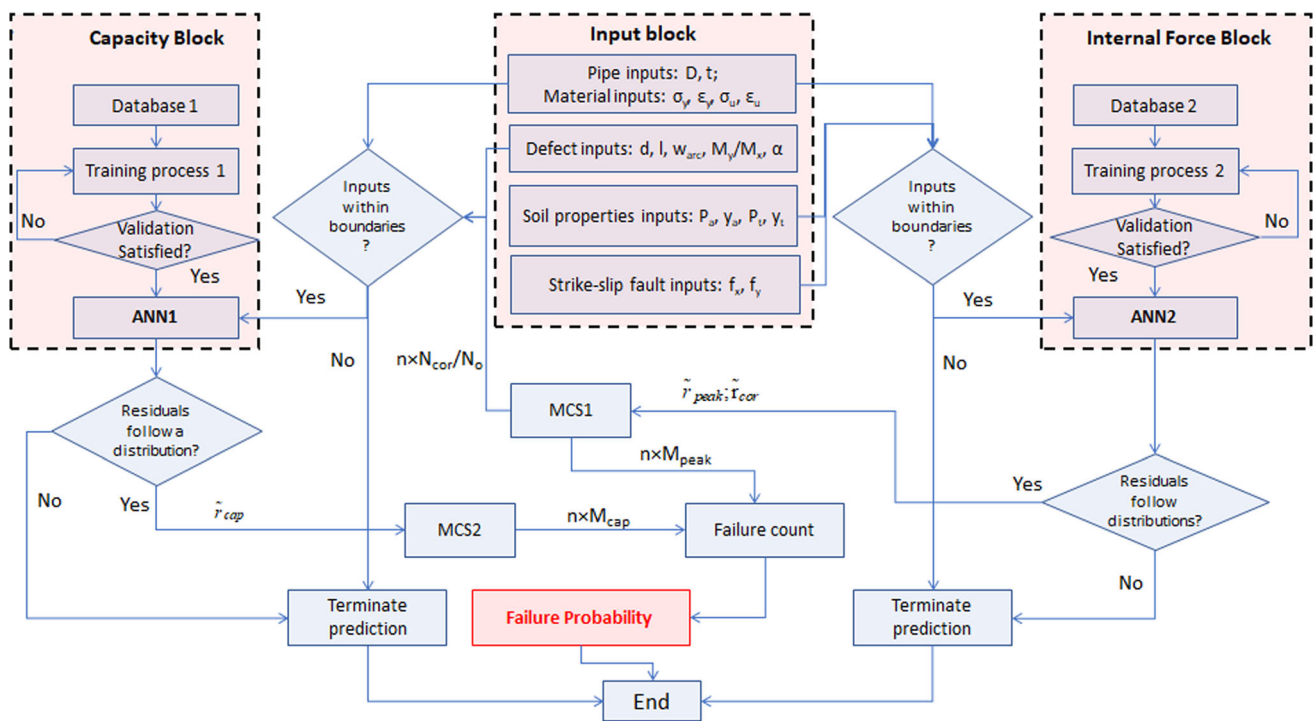 Capacity Block
Database 1
Training process 1
No
Validation
Satisfied?
Yes
ANN1
Residuals
follow a
distribution?
No
Yes
r̃cap
Input block
Pipe inputs: D, t;
Material inputs: σy, εy, σu, εu
Defect inputs: d, l, warc, My/Mx, α
Soil properties inputs: Pa, ya, Pt, yt
Strike-slip fault inputs: fx, fy
Inputs
within
boundaries
?
Yes
No
n×Ncor/No
MCS1
r̃peak; r̃cor
n×Mpeak
MCS2
n×Mcap
Failure count
Terminate
prediction
Failure Probability
End
Internal Force Block
Database 2
Training process 2
No
Validation
Satisfied?
Yes
ANN2
Inputs
within
boundaries
?
Yes
No
Residuals
follow
distributions?
Yes
No
Terminate
prediction